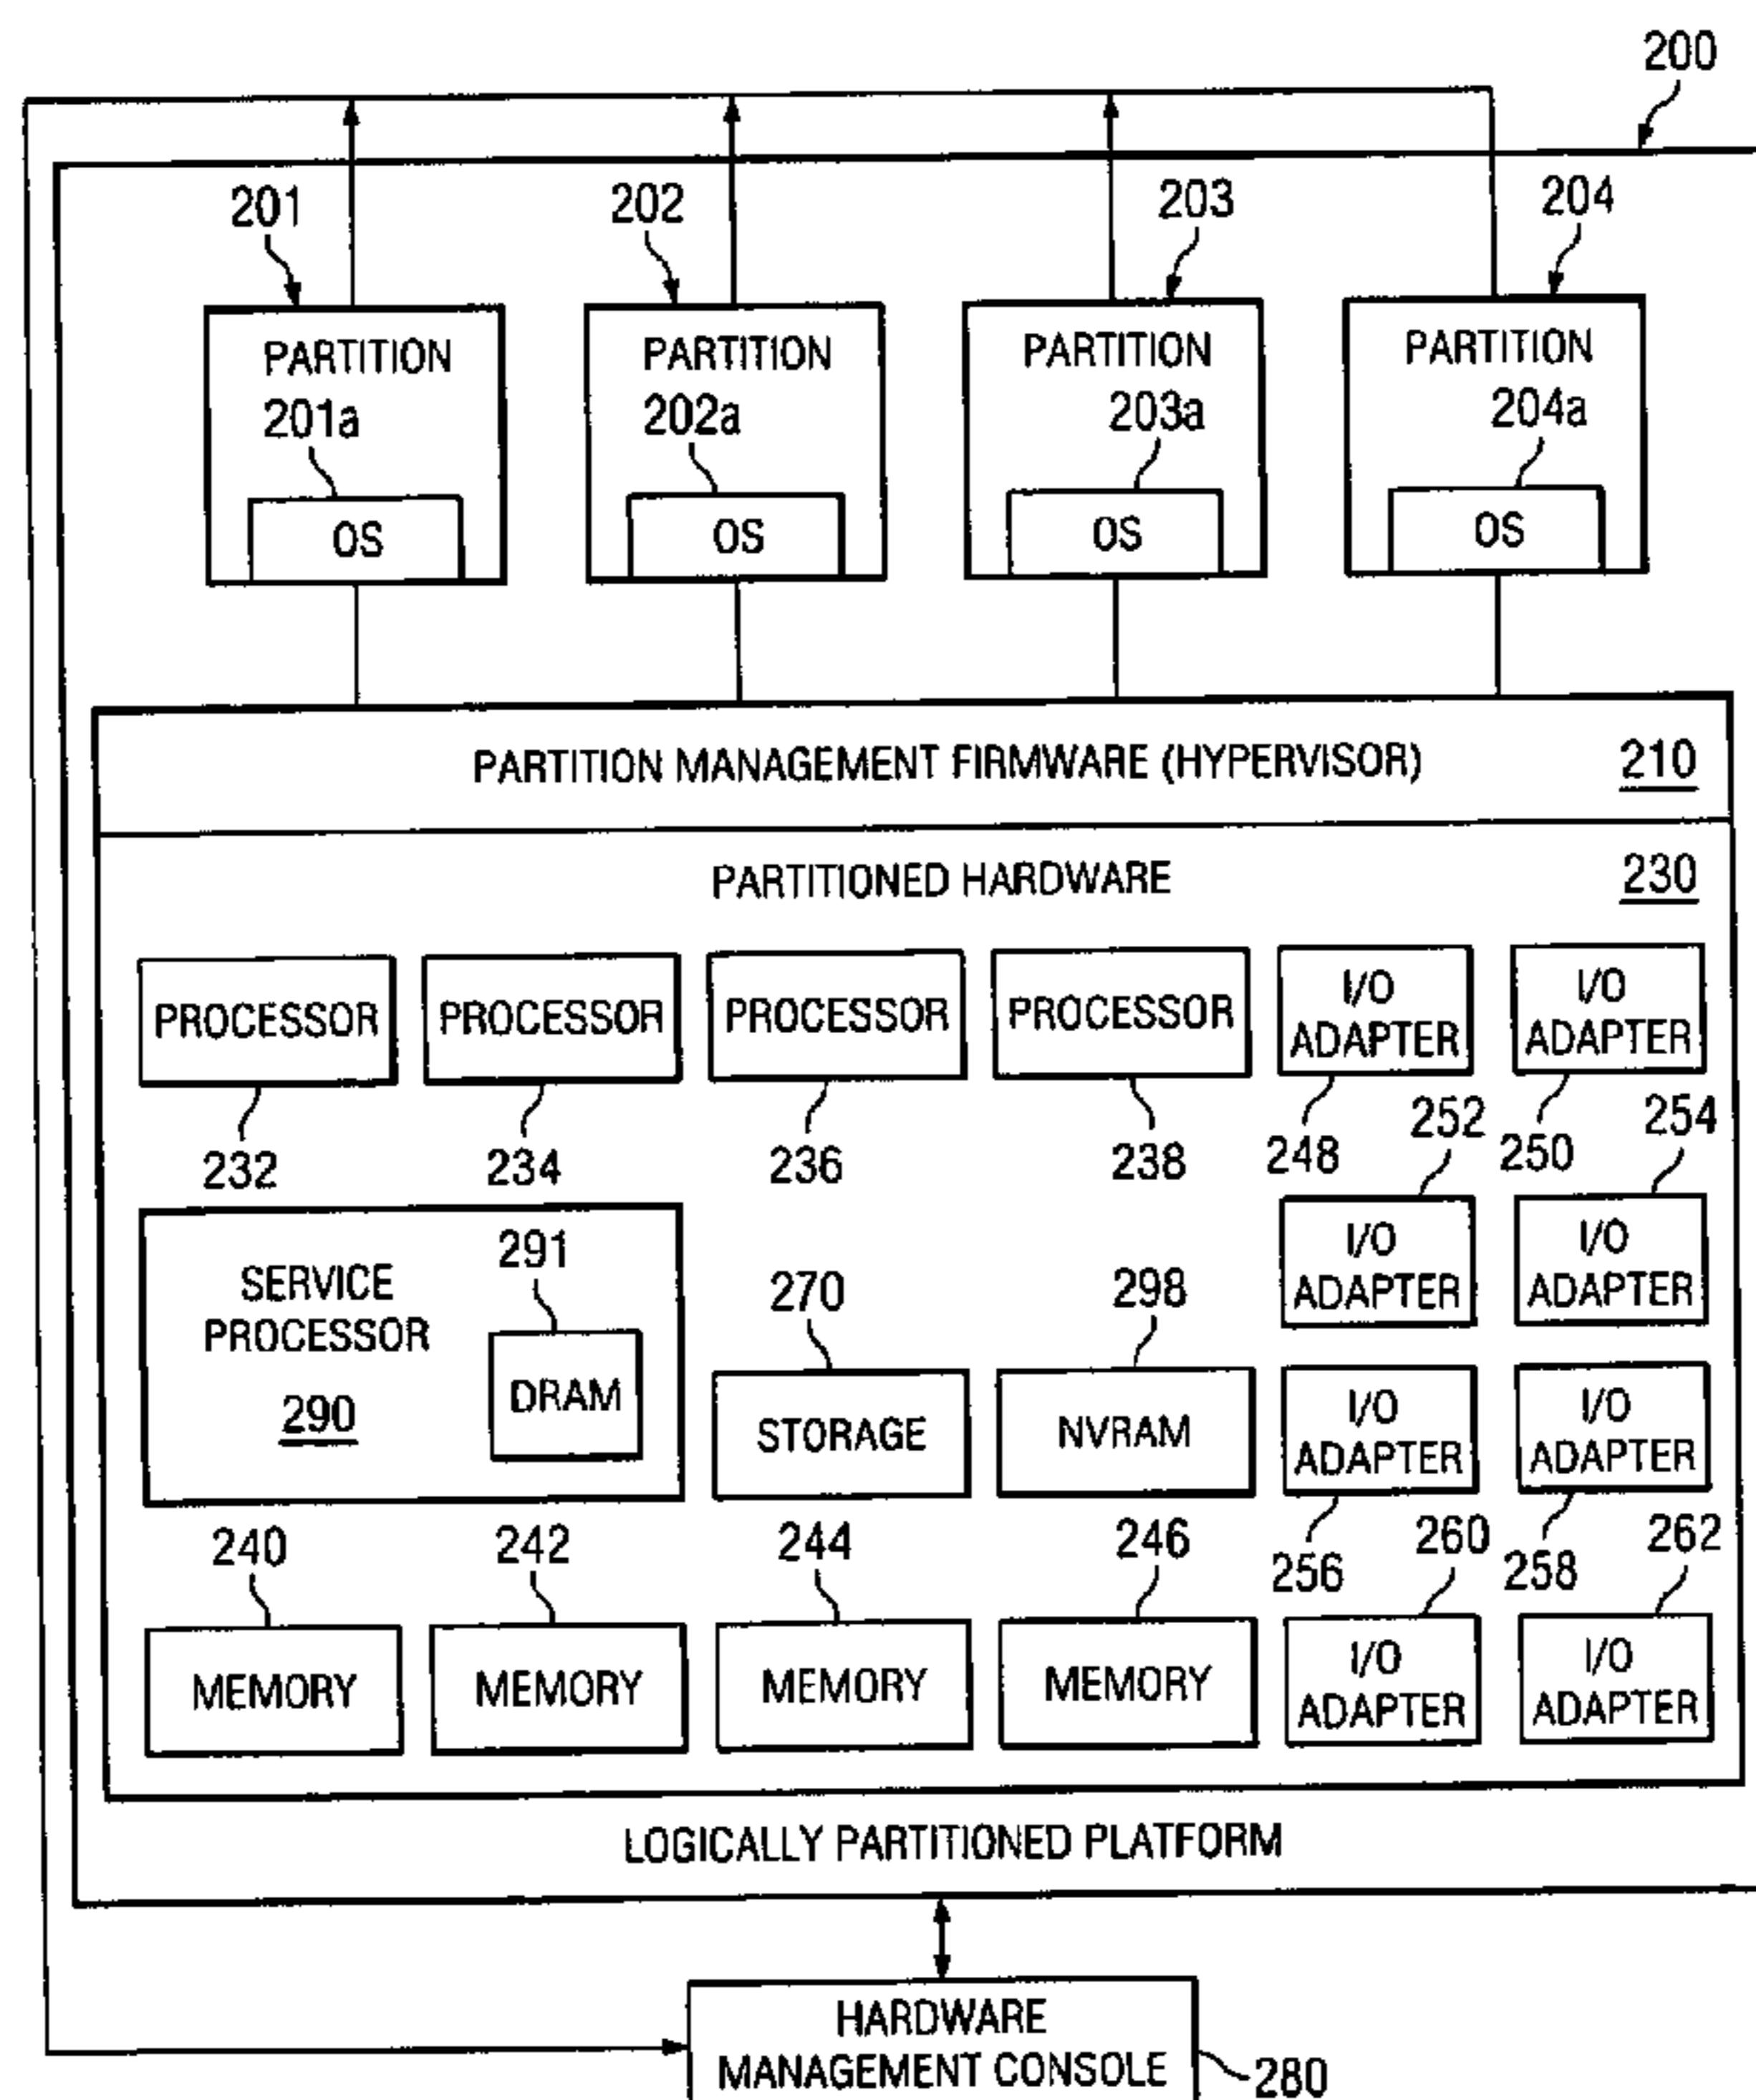 200
201
202
203
204
PARTITION
PARTITION
PARTITION
PARTITION
201a
202a
203a
204a
OS
OS
OS
OS
PARTITION MANAGEMENT FIRMWARE (HYPERVISOR)
210
PARTITIONED HARDWARE
230
PROCESSOR
PROCESSOR
PROCESSOR
PROCESSOR
I/O
ADAPTER
I/O
ADAPTER
232
234
236
238
248
252
250
254
SERVICE
PROCESSOR
290
291
DRAM
270
STORAGE
298
NVRAM
I/O
ADAPTER
I/O
ADAPTER
I/O
ADAPTER
I/O
ADAPTER
240
242
244
246
256
260
258
262
MEMORY
MEMORY
MEMORY
MEMORY
I/O
ADAPTER
I/O
ADAPTER
LOGICALLY PARTITIONED PLATFORM
HARDWARE
MANAGEMENT CONSOLE
280